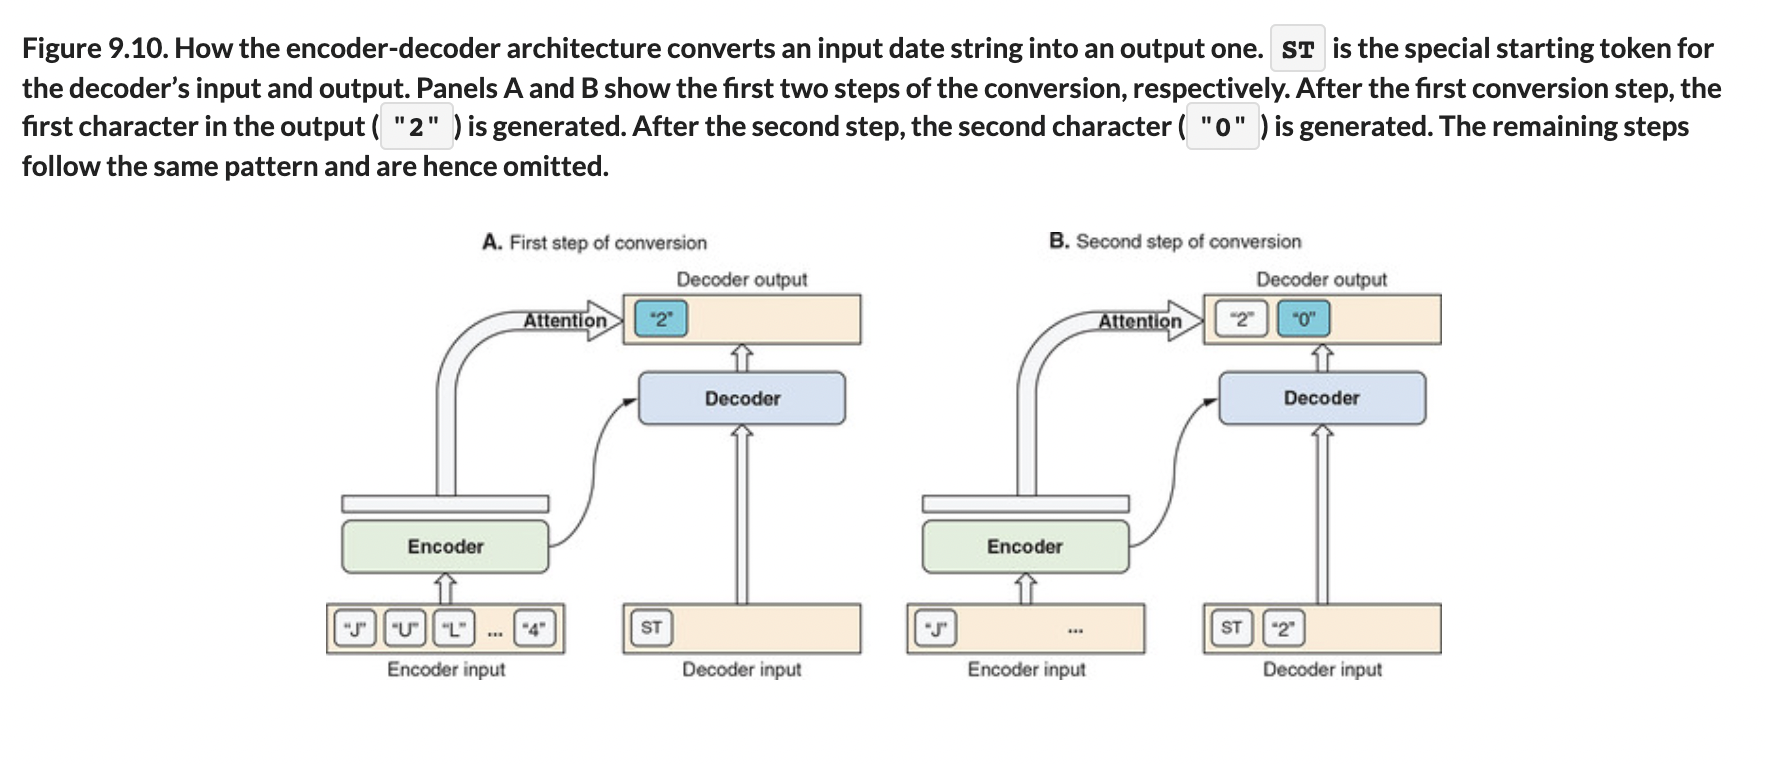 Figure 9.10. How the encoder-decoder architecture converts an input date string into an output one. ST is the special starting token for
the decoder’s input and output. Panels A and B show the first two steps of the conversion, respectively. After the first conversion step, the
first character in the output ( "2" ) is generated. After the second step, the second character ( "0" ) is generated. The remaining steps
follow the same pattern and are hence omitted.
A. First step of conversion
Decoder output
Attention
“2”
Decoder
Encoder
“J” “U” “L” ... “4”
Encoder input
ST
Decoder input
B. Second step of conversion
Decoder output
Attention
“2” “0”
Decoder
Encoder
“J” ...
Encoder input
ST “2”
Decoder input